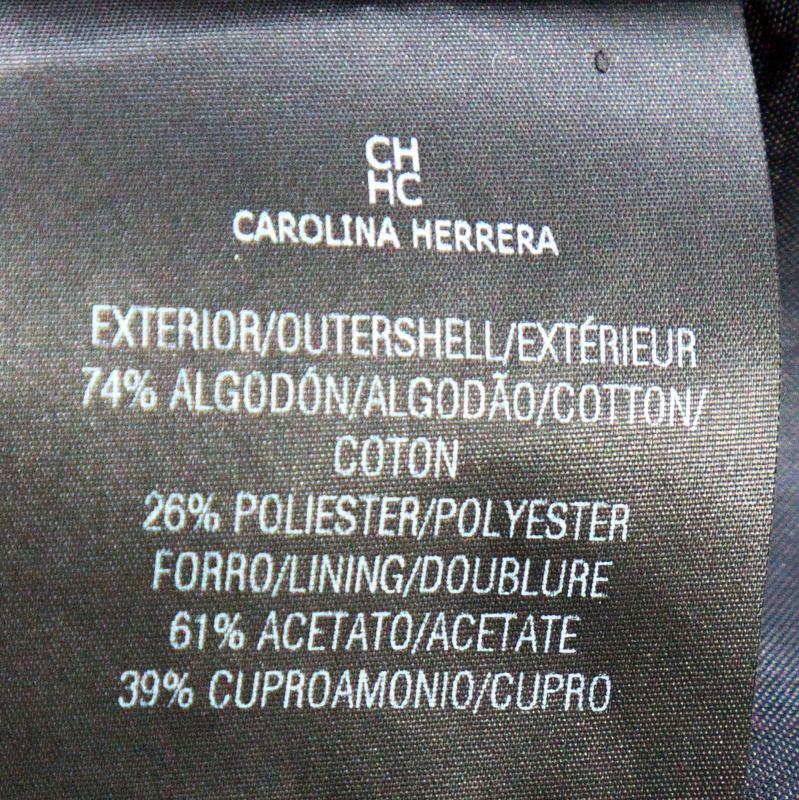 CH
HC
CAROLINA HERRERA
EXTERIOR/OUTERSHELL/EXTÉRIEUR
74% ALGODÓN/ALGODÃO/COTTON/
COTON
26% POLIESTER/POLYESTER
FORRO/LINING/DOUBLURE
61% ACETATO/ACETATE
39% CUPROAMONIO/CUPRO